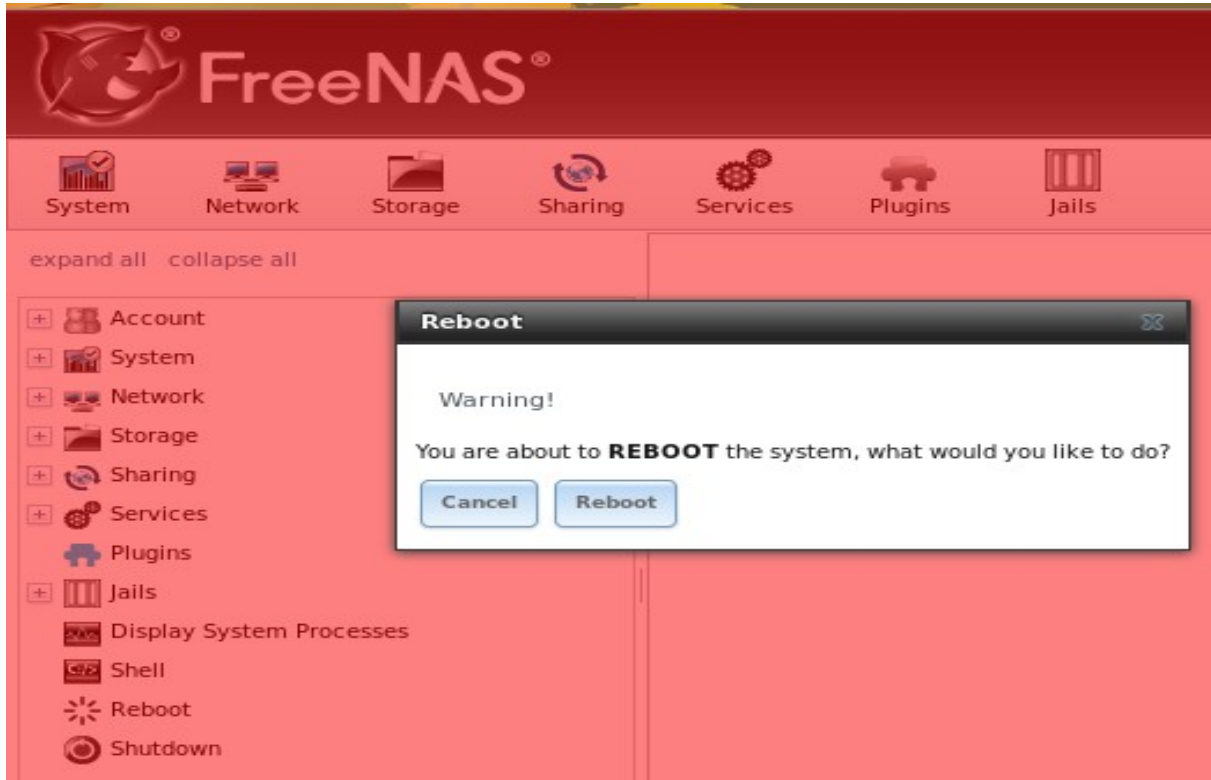 FreeNAS®
System Network Storage Sharing Services Plugins Jails
expand all collapse all
Account
System
Network
Storage
Sharing
Services
Plugins
Jails
Display System Processes
Shell
Reboot
Shutdown
Reboot
Warning!
You are about to REBOOT the system, what would you like to do?
Cancel Reboot